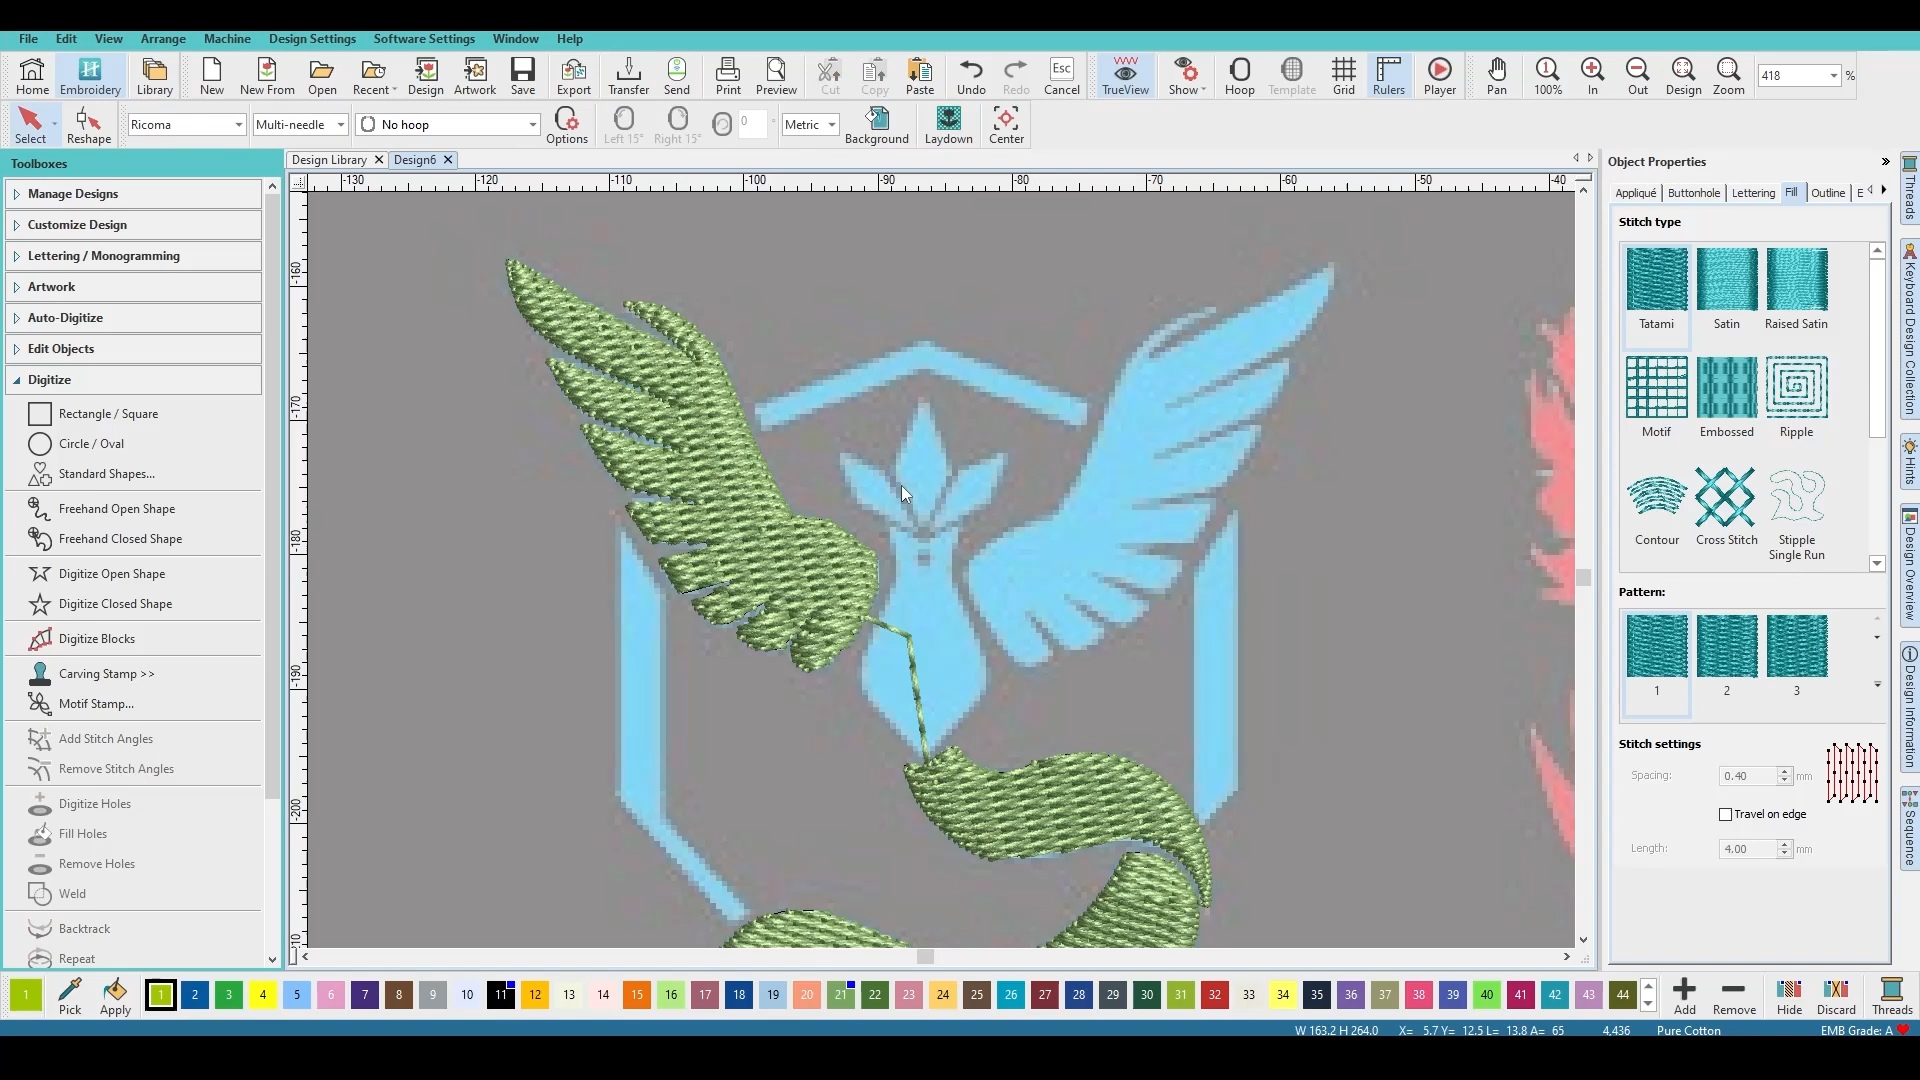 File Edit View Arrange Machine Design Settings Software Settings Window Help
Home Embroidery Library New New From Open Recent Design Artwork Save Export Transfer Send Print Preview Cut Copy Paste Undo Redo Esc Cancel TrueView Show Hoop Template Grid Rulers Player Pan 1 100% In Out Design Zoom 418 %
Select Reshape Ricoma Multi-needle No hoop Options Left 15° Right 15° 0 ° Metric Background Laydown Center
Toolboxes
Manage Designs
Customize Design
Lettering / Monogramming
Artwork
Auto-Digitize
Edit Objects
Digitize
Rectangle / Square
Circle / Oval
Standard Shapes...
Freehand Open Shape
Freehand Closed Shape
Digitize Open Shape
Digitize Closed Shape
Digitize Blocks
Carving Stamp >>
Motif Stamp...
Add Stitch Angles
Remove Stitch Angles
Digitize Holes
Fill Holes
Remove Holes
Weld
Backtrack
Repeat
Design Library Design6
-130 -120 -110 -100 -90 -80 -70 -60 -50 -40
-160
-170
-180
-190
-200
Object Properties
Appliqué Buttonhole Lettering Fill Outline E
Stitch type
Tatami Satin Raised Satin
Motif Embossed Ripple
Contour Cross Stitch Stipple Single Run
Pattern:
1 2 3
Stitch settings
Spacing: 0.40 mm
Travel on edge
Length: 4.00 mm
Threads
Keyboard Design Collection
Hints
Design Overview
Design Information
Sequence
1 Pick Apply 1 2 3 4 5 6 7 8 9 10 11 12 13 14 15 16 17 18 19 20 21 22 23 24 25 26 27 28 29 30 31 32 33 34 35 36 37 38 39 40 41 42 43 44 Add Remove Hide Discard Threads
W 163.2 H 264.0 X= 5.7 Y= 12.5 L= 13.8 A= 65 4,436 Pure Cotton EMB Grade: A